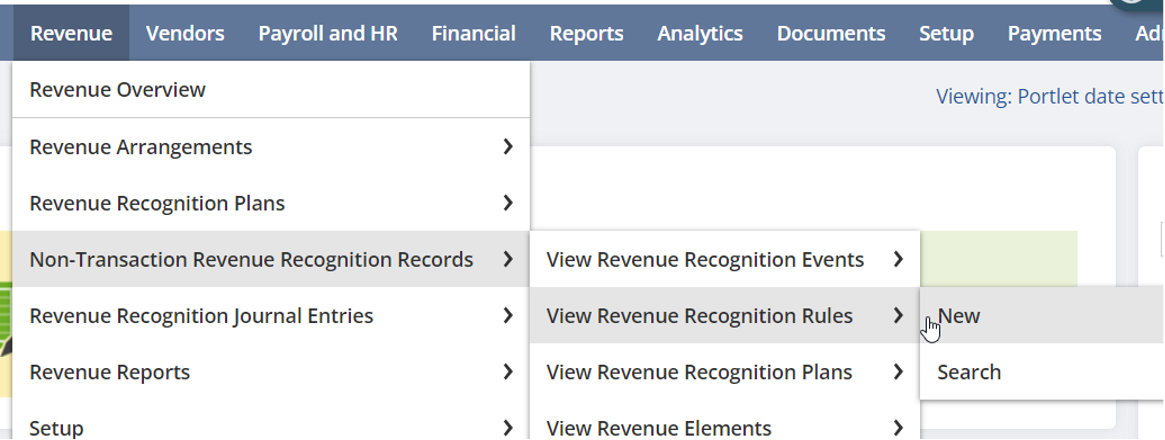 Revenue Vendors Payroll and HR Financial Reports Analytics Documents Setup Payments
Revenue Overview
Viewing: Portlet date
Revenue Arrangements
Revenue Recognition Plans
Non-Transaction Revenue Recognition Records
View Revenue Recognition Events
Revenue Recognition Journal Entries
View Revenue Recognition Rules
New
Revenue Reports
View Revenue Recognition Plans
Search
Setup
View Revenue Elements